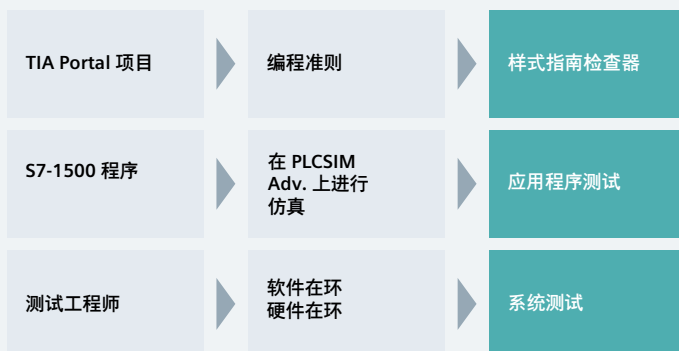 TIA Portal 项目
编程准则
样式指南检查器
S7-1500 程序
在 PLCSIM
Adv. 上进行
仿真
应用程序测试
测试工程师
软件在环
硬件在环
系统测试